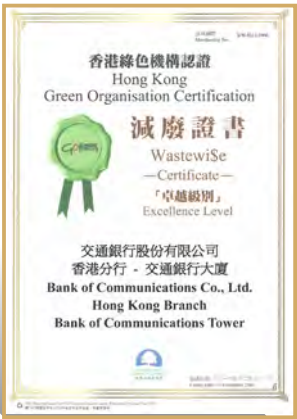 香港綠色機構認證
Hong Kong
Green Organisation Certification
減廢證書
Wastewi$e
—Certificate—
「卓越級別」
Excellence Level
交通銀行股份有限公司
香港分行 - 交通銀行大廈
Bank of Communications Co., Ltd.
Hong Kong Branch
Bank of Communications Tower